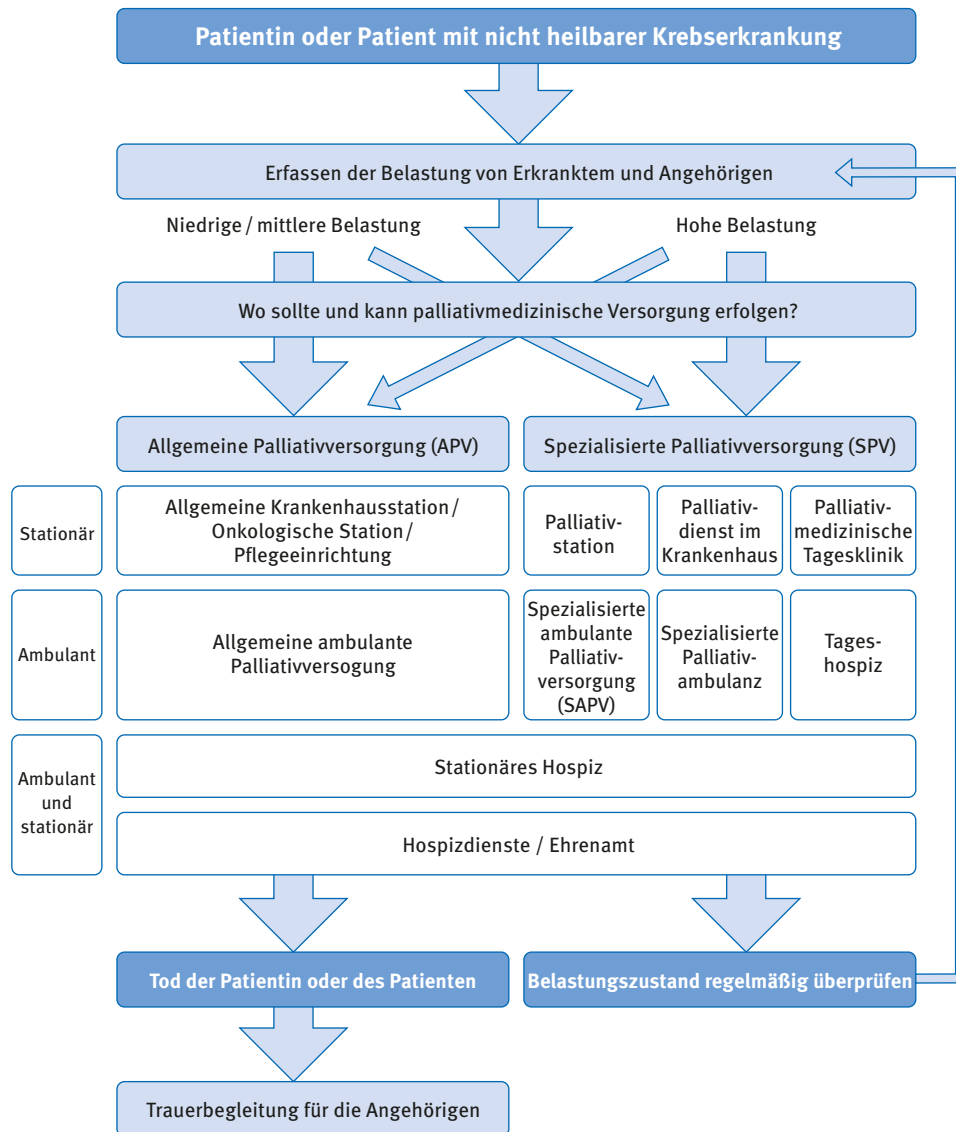 Patientin oder Patient mit nicht heilbarer Krebserkrankung
Erfassen der Belastung von Erkranktem und Angehörigen
Niedrige / mittlere Belastung
Hohe Belastung
Wo sollte und kann palliativmedizinische Versorgung erfolgen?
Allgemeine Palliativversorgung (APV)
Spezialisierte Palliativversorgung (SPV)
Stationär
Allgemeine Krankenhausstation /
Onkologische Station /
Pflegeeinrichtung
Palliativ-
station
Palliativ-
dienst im
Krankenhaus
Palliativ-
medizinische
Tagesklinik
Ambulant
Allgemeine ambulante
Palliativversogung
Spezialisierte
ambulante
Palliativ-
versorgung
(SAPV)
Spezialisierte
Palliativ-
ambulanz
Tages-
hospiz
Ambulant
und
stationär
Stationäres Hospiz
Hospizdienste / Ehrenamt
Tod der Patientin oder des Patienten
Belastungszustand regelmäßig überprüfen
Trauerbegleitung für die Angehörigen